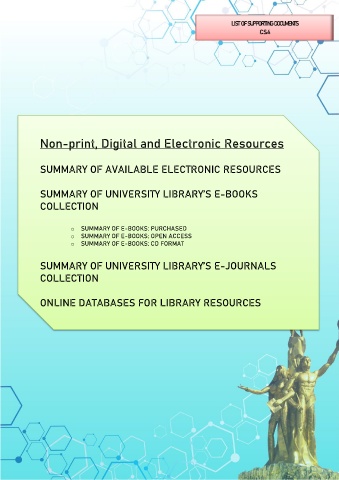 LIST OF SUPPORTING DOCUMENTS
C.5.4
Non-print, Digital and Electronic Resources
SUMMARY OF AVAILABLE ELECTRONIC RESOURCES
SUMMARY OF UNIVERSITY LIBRARY'S E-BOOKS
COLLECTION
o SUMMARY OF E-BOOKS: PURCHASED
o SUMMARY OF E-BOOKS: OPEN ACCESS
o SUMMARY OF E-BOOKS: CD FORMAT
SUMMARY OF UNIVERSITY LIBRARY'S E-JOURNALS
COLLECTION
ONLINE DATABASES FOR LIBRARY RESOURCES